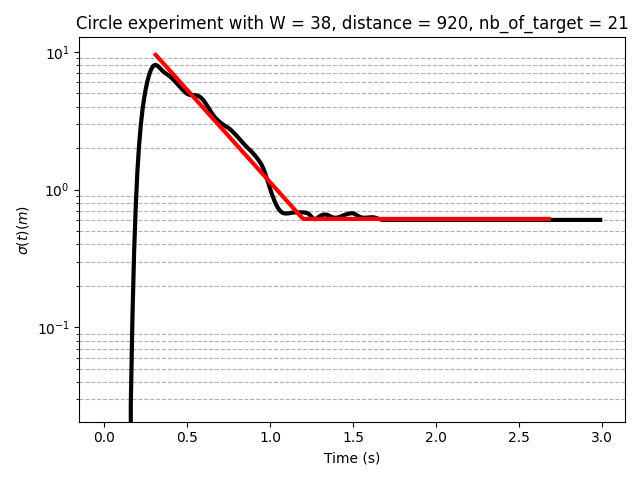 Circle experiment with W = 38, distance = 920, nb_of_target = 21
10¹
10⁰
10⁻¹
σ(t)(m)
0.0 0.5 1.0 1.5 2.0 2.5 3.0
Time (s)